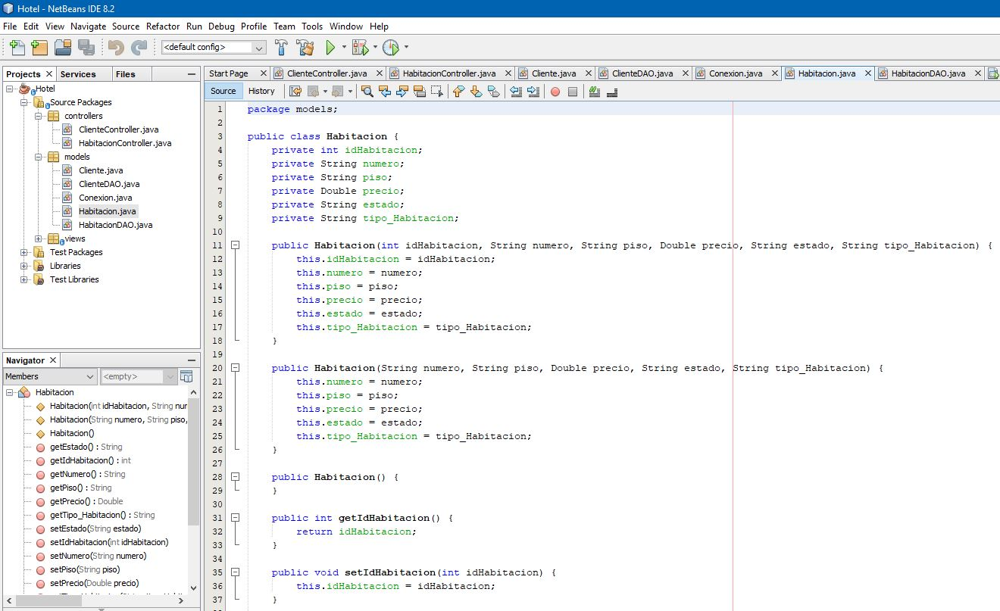 Hotel - NetBeans IDE 8.2
File Edit View Navigate Source Refactor Run Debug Profile Team Tools Window Help
<default config>
Projects Services Files
Hotel
Source Packages
controllers
ClienteController.java
HabitacionController.java
models
Cliente.java
ClienteDAO.java
Conexion.java
Habitacion.java
HabitacionDAO.java
views
Test Packages
Libraries
Test Libraries
Navigator
Members <empty>
Habitacion
Habitacion(int idHabitacion, String nur
Habitacion(String numero, String piso,
Habitacion()
getEstado() : String
getIdHabitacion() : int
getNumero() : String
getPiso() : String
getPrecio() : Double
getTipo_Habitacion() : String
setEstado(String estado)
setIdHabitacion(int idHabitacion)
setNumero(String numero)
setPiso(String piso)
setPrecio(Double precio)
Start Page ClienteController.java HabitacionController.java Cliente.java ClienteDAO.java Conexion.java Habitacion.java HabitacionDAO.java
Source History
1 package models;
2
3 public class Habitacion {
4 private int idHabitacion;
5 private String numero;
6 private String piso;
7 private Double precio;
8 private String estado;
9 private String tipo_Habitacion;
10
11 public Habitacion(int idHabitacion, String numero, String piso, Double precio, String estado, String tipo_Habitacion) {
12 this.idHabitacion = idHabitacion;
13 this.numero = numero;
14 this.piso = piso;
15 this.precio = precio;
16 this.estado = estado;
17 this.tipo_Habitacion = tipo_Habitacion;
18 }
19
20 public Habitacion(String numero, String piso, Double precio, String estado, String tipo_Habitacion) {
21 this.numero = numero;
22 this.piso = piso;
23 this.precio = precio;
24 this.estado = estado;
25 this.tipo_Habitacion = tipo_Habitacion;
26 }
27
28 public Habitacion() {
29 }
30
31 public int getIdHabitacion() {
32 return idHabitacion;
33 }
34
35 public void setIdHabitacion(int idHabitacion) {
36 this.idHabitacion = idHabitacion;
37 }